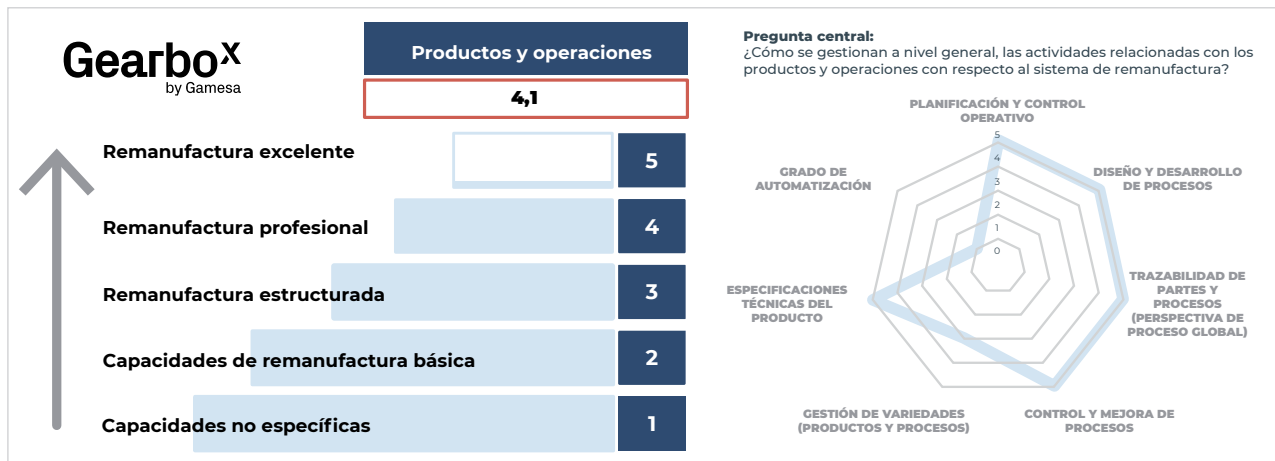 Gearbox
by Gamesa
Productos y operaciones
4,1
Remanufactura excelente
5
Remanufactura profesional
4
Remanufactura estructurada
3
Capacidades de remanufactura básica
2
Capacidades no específicas
1
Pregunta central:
¿Cómo se gestionan a nivel general, las actividades relacionadas con los
productos y operaciones con respecto al sistema de remanufactura?
PLANIFICACIÓN Y CONTROL
OPERATIVO
5
4
3
2
1
0
DISEÑO Y DESARROLLO
DE PROCESOS
TRAZABILIDAD DE
PARTES Y
PROCESOS
(PERSPECTIVA DE
PROCESO GLOBAL)
CONTROL Y MEJORA DE
PROCESOS
GESTIÓN DE VARIEDADES
(PRODUCTOS Y PROCESOS)
ESPECIFICACIONES
TÉCNICAS DEL
PRODUCTO
GRADO DE
AUTOMATIZACIÓN